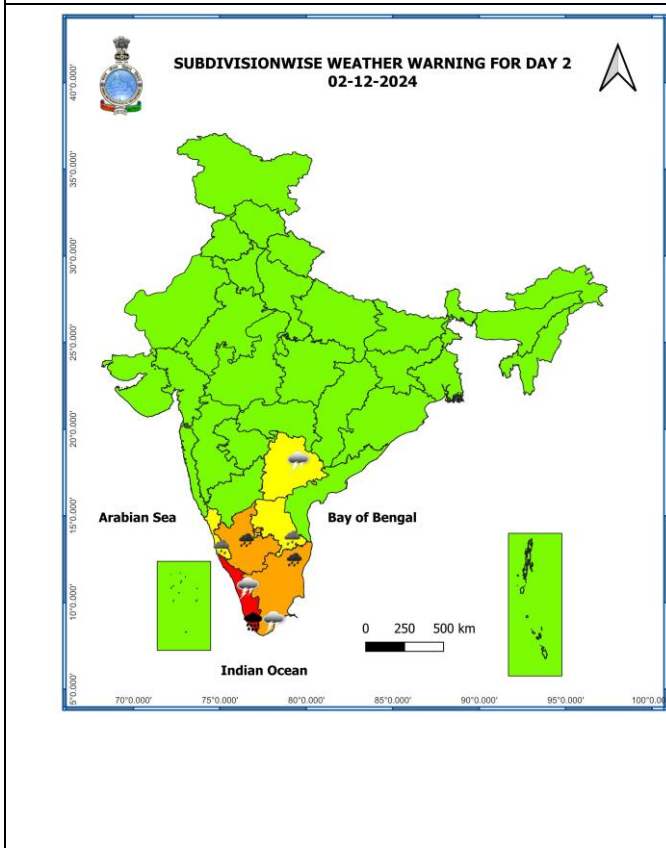 SUBDIVISIONWISE WEATHER WARNING FOR DAY 2
02-12-2024
40°0.000'
35°0.000'
30°0.000'
25°0.000'
20°0.000'
15°0.000'
10°0.000'
5°0.000'
Arabian Sea
Bay of Bengal
0 250 500 km
Indian Ocean
70°0.000' 75°0.000' 80°0.000' 85°0.000' 90°0.000' 95°0.000' 100°0.00